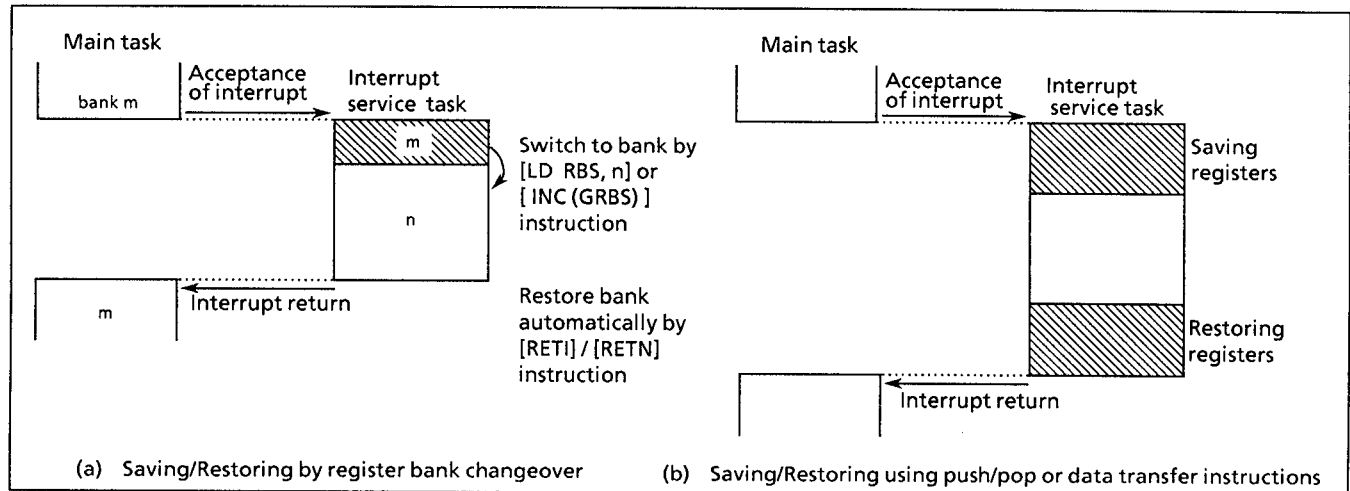 Main task
bank m
Acceptance
of interrupt
Interrupt
service task
m
n
Switch to bank by
[LD RBS, n] or
[ INC (GRBS) ]
instruction
Interrupt return
m
Restore bank
automatically by
[RETI] / [RETN]
instruction
(a) Saving/Restoring by register bank changeover
Main task
Acceptance
of interrupt
Interrupt
service task
Saving
registers
Restoring
registers
Interrupt return
(b) Saving/Restoring using push/pop or data transfer instructions